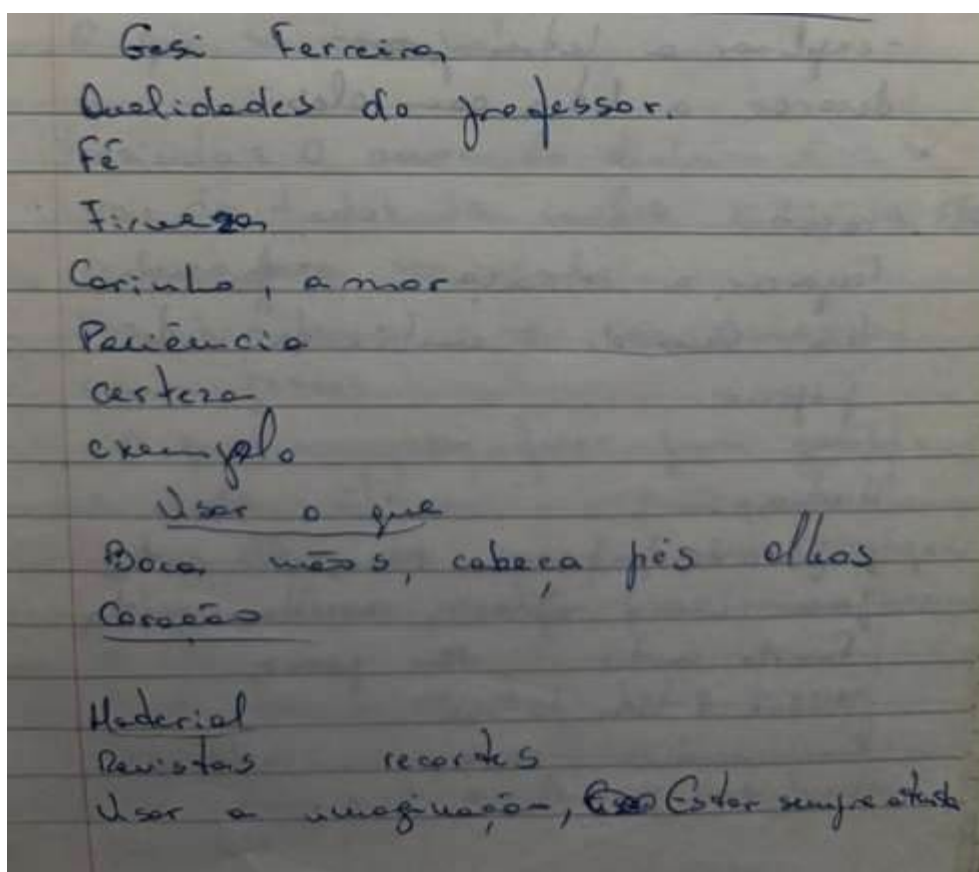 Gesi Ferreira
Qualidades do professor.
Fé
Firmeza
Carinho, amor
Paciência
certeza
exemplo
Usar o que
Boca, mãos, cabeça pés olhos
Coração
Material
Revistas recortes
Usar a imaginação, Estar sempre atento